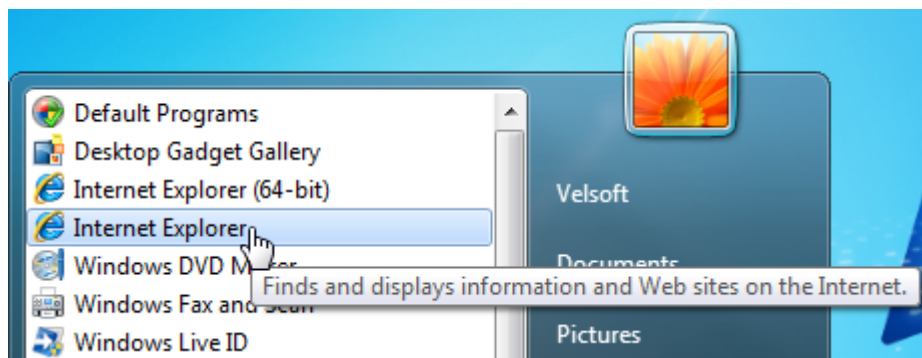 Default Programs
Desktop Gadget Gallery
Internet Explorer (64-bit)
Internet Explorer
Windows DVD
Windows Fax and Scan
Windows Live ID
Velsoft
Documents
Finds and displays information and Web sites on the Internet.
Pictures